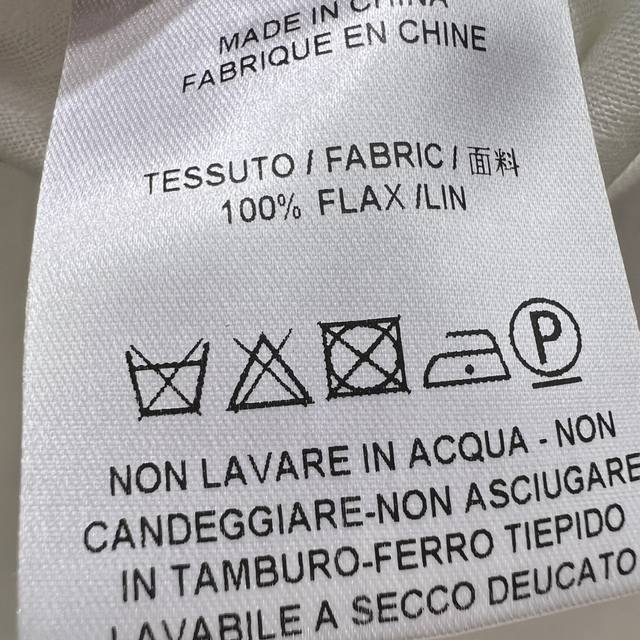 MADE IN CHINA
FABRIQUE EN CHINE
TESSUTO / FABRIC / 面料
100% FLAX /LIN
P
NON LAVARE IN ACQUA - NON
CANDEGGIARE-NON ASCIUGARE
IN TAMBURO-FERRO TIEPIDO
LAVABILE A SECCO DEUCATO